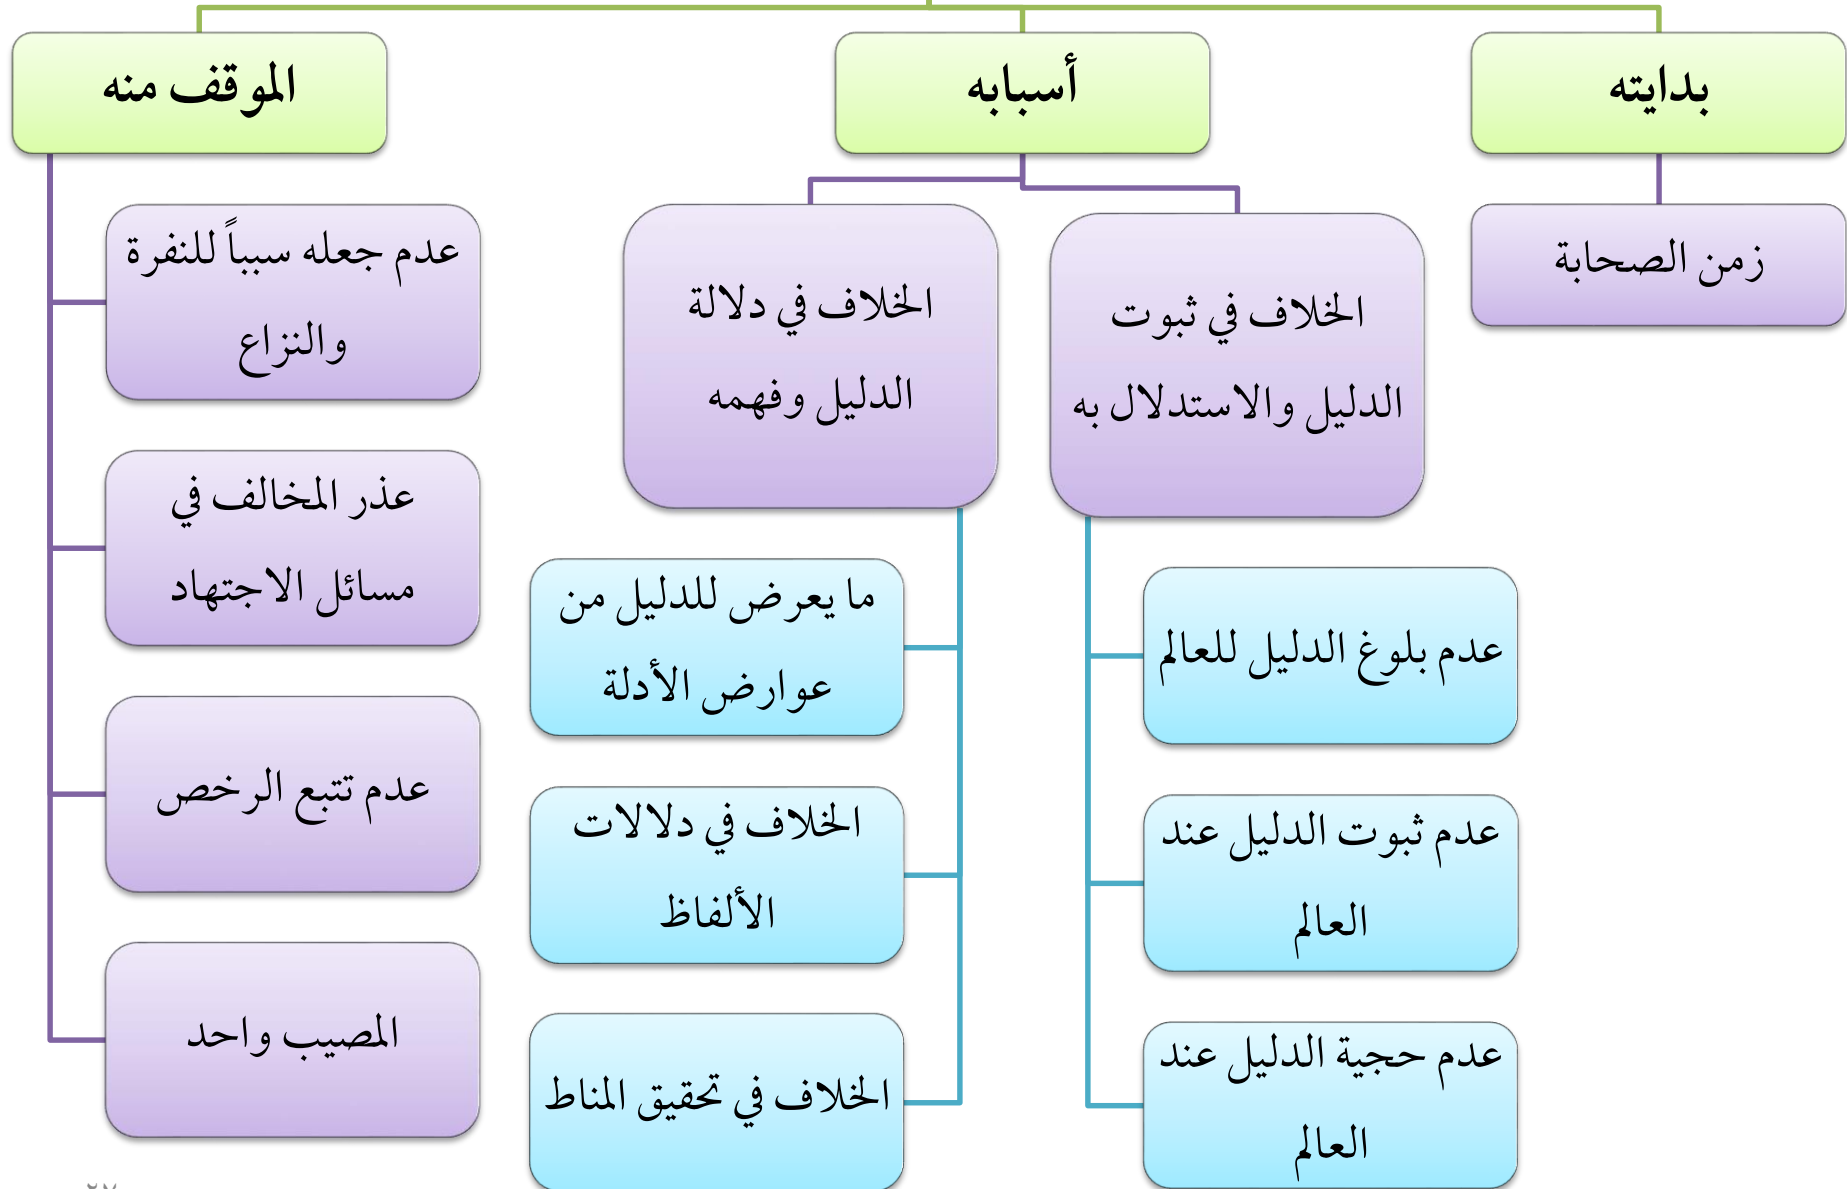 بدايته
أسبابه
الموقف منه
زمن الصحابة
الخلاف في ثبوت
الدليل والاستدلال به
عدم بلوغ الدليل للعالم
عدم ثبوت الدليل عند
العالم
عدم حجية الدليل عند
العالم
الخلاف في دلالة
الدليل وفهمه
ما يعرض للدليل من
عوارض الأدلة
الخلاف في دلالات
الألفاظ
الخلاف في تحقيق المناط
عدم جعله سبباً للنفرة
والنزاع
عذر المخالف في
مسائل الاجتهاد
عدم تتبع الرخص
المصيب واحد